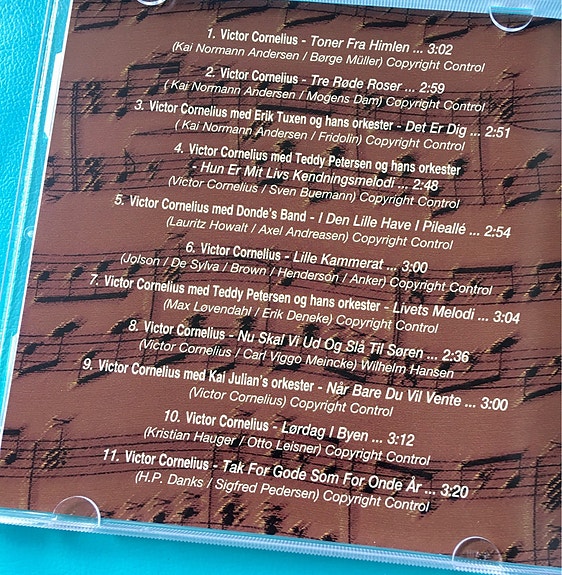 1. Victor Cornelius - Toner Fra Himlen ... 3:02
(Kai Normann Andersen / Børge Müller) Copyright Control
2. Victor Cornelius - Tre Røde Roser ... 2:59
( Kai Normann Andersen / Mogens Dam) Copyright Control
3. Victor Cornelius med Erik Tuxen og hans orkester - Det Er Dig ... 2:51
( Kai Normann Andersen / Fridolin) Copyright Control
4. Victor Cornelius med Teddy Petersen og hans orkester
- Hun Er Mit Livs Kendningsmelodi ... 2:48
(Victor Cornelius / Sven Buemann) Copyright Control
5. Victor Cornelius med Donde's Band - I Den Lille Have I Pileallé ... 2:54
(Lauritz Howalt / Axel Andreasen) Copyright Control
6. Victor Cornelius - Lille Kammerat ... 3:00
(Jolson / De Sylva / Brown / Henderson / Anker) Copyright Control
7. Victor Cornelius med Teddy Petersen og hans orkester - Livets Melodi ... 3:04
(Max Løvendahl / Erik Deneke) Copyright Control
8. Victor Cornelius - Nu Skal Vi Ud Og Slå Til Søren ... 2:36
(Victor Cornelius / Carl Viggo Meincke) Wilhelm Hansen
9. Victor Cornelius med Kai Julian's orkester - Når Bare Du Vil Vente ... 3:00
(Victor Cornelius) Copyright Control
10. Victor Cornelius - Lørdag I Byen ... 3:12
(Kristian Hauger / Otto Leisner) Copyright Control
11. Victor Cornelius - Tak For Gode Som For Onde År ... 3:20
(H.P. Danks / Sigfred Pedersen) Copyright Control